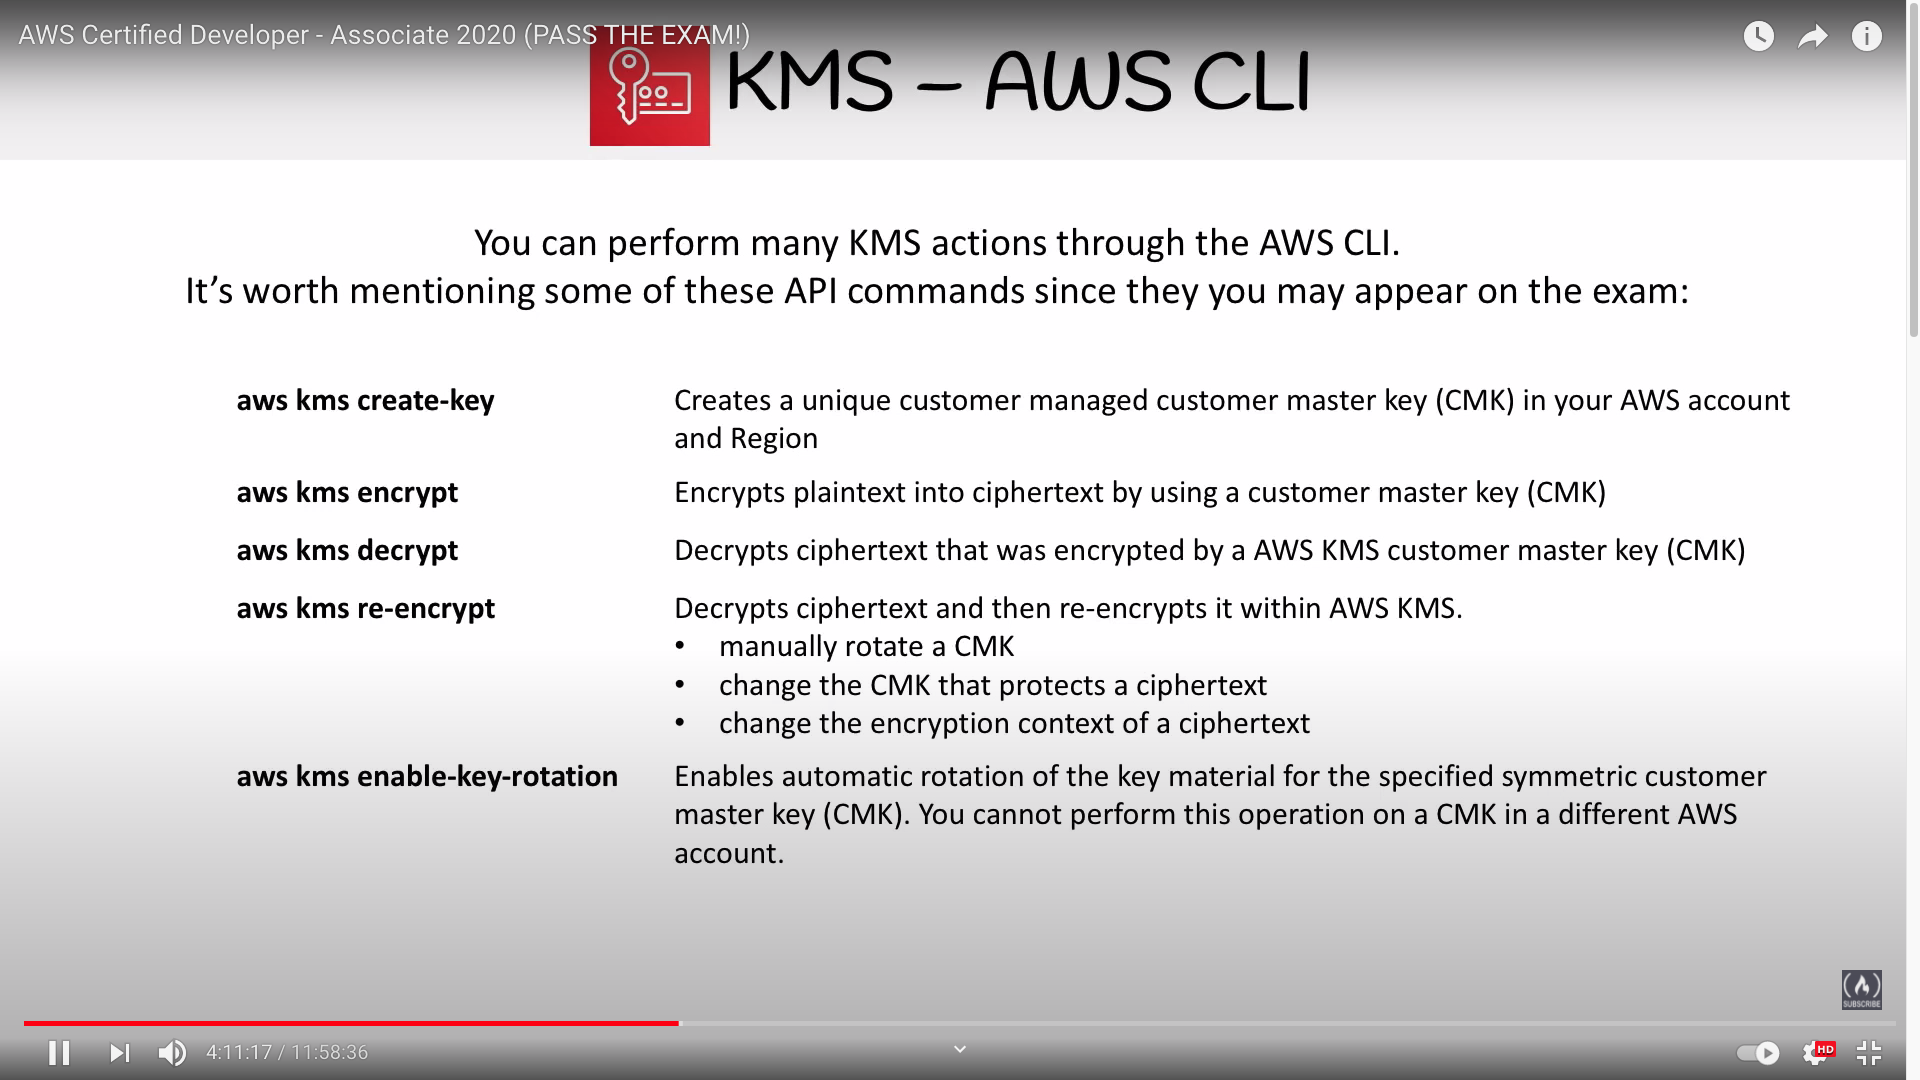 AWS Certified Developer - Associate 2020 (PASS THE EXAM!)
KMS – AWS CLI
You can perform many KMS actions through the AWS CLI.
It’s worth mentioning some of these API commands since they you may appear on the exam:
aws kms create-key
Creates a unique customer managed customer master key (CMK) in your AWS account
and Region
aws kms encrypt
Encrypts plaintext into ciphertext by using a customer master key (CMK)
aws kms decrypt
Decrypts ciphertext that was encrypted by a AWS KMS customer master key (CMK)
aws kms re-encrypt
Decrypts ciphertext and then re-encrypts it within AWS KMS.
• manually rotate a CMK
• change the CMK that protects a ciphertext
• change the encryption context of a ciphertext
aws kms enable-key-rotation
Enables automatic rotation of the key material for the specified symmetric customer
master key (CMK). You cannot perform this operation on a CMK in a different AWS
account.
SUBSCRIBE
4:11:17 / 11:58:36
HD